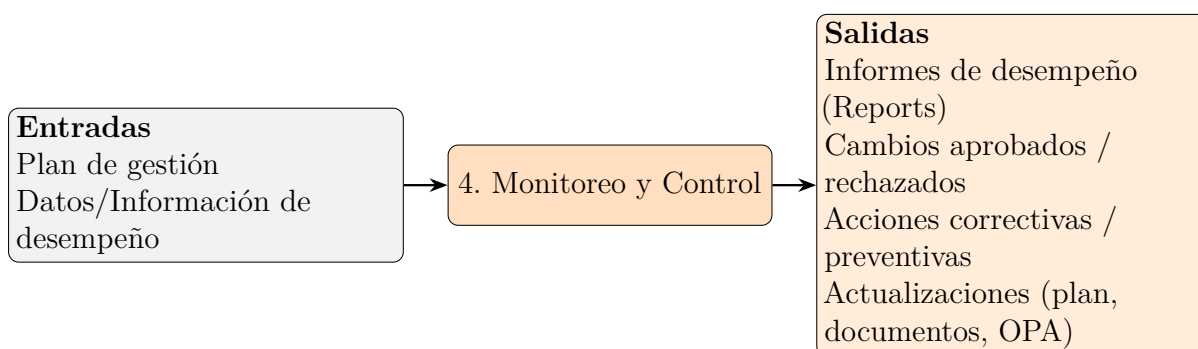 Entradas
Plan de gestión
Datos/Información de
desempeño
4. Monitoreo y Control
Salidas
Informes de desempeño
(Reports)
Cambios aprobados /
rechazados
Acciones correctivas /
preventivas
Actualizaciones (plan,
documentos, OPA)